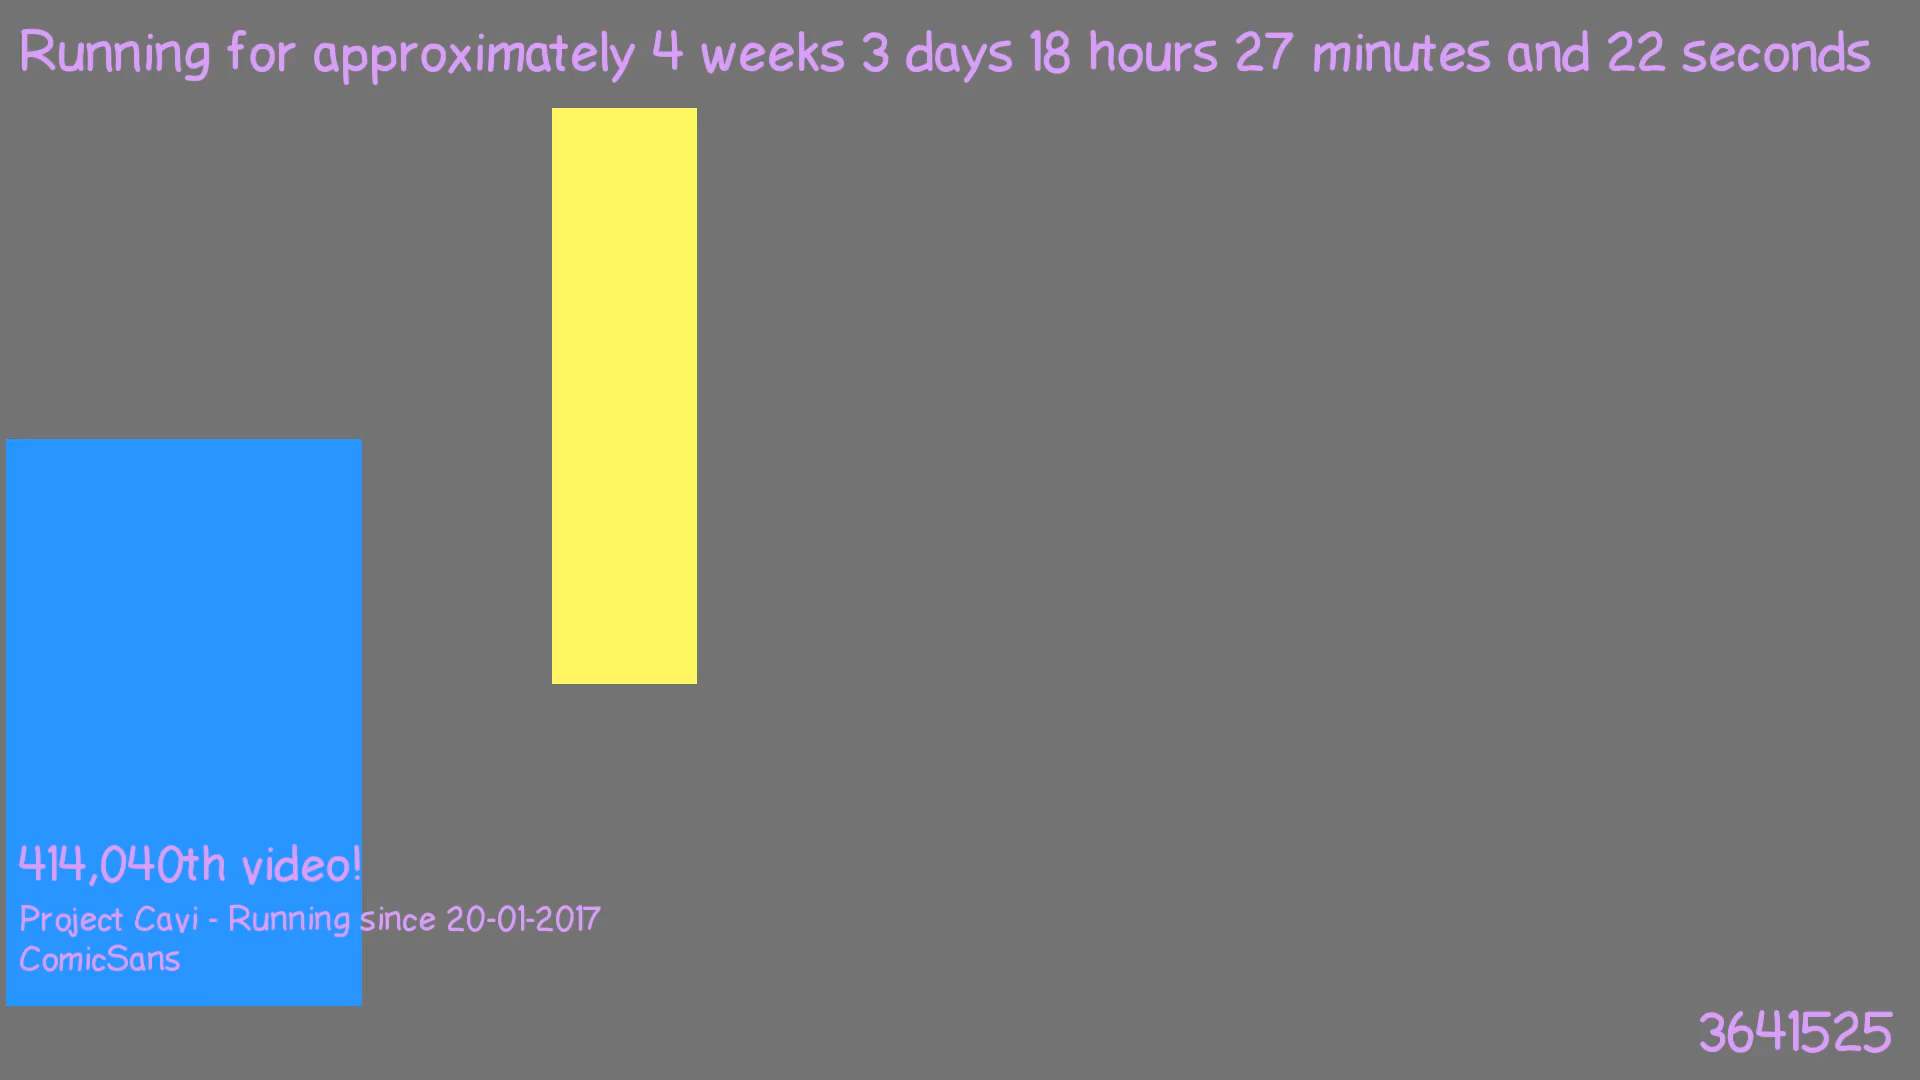 Running for approximately 4 weeks 3 days 18 hours 27 minutes and 22 seconds
414,040th video!
Project Cavi - Running since 20-01-2017
ComicSans
3641525